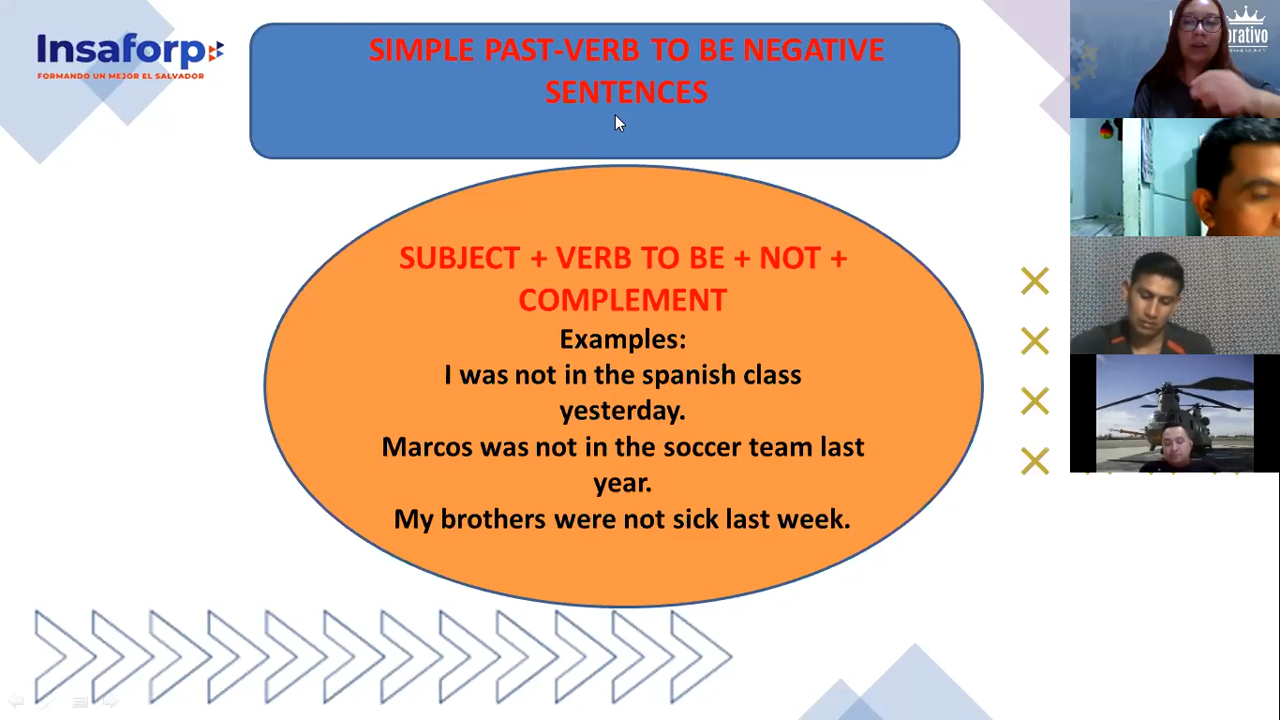 Insaforp
FORMANDO UN MEJOR EL SALVADOR
SIMPLE PAST-VERB TO BE NEGATIVE
SENTENCES
SUBJECT + VERB TO BE + NOT +
COMPLEMENT
Examples:
I was not in the spanish class
yesterday.
Marcos was not in the soccer team last
year.
My brothers were not sick last week.